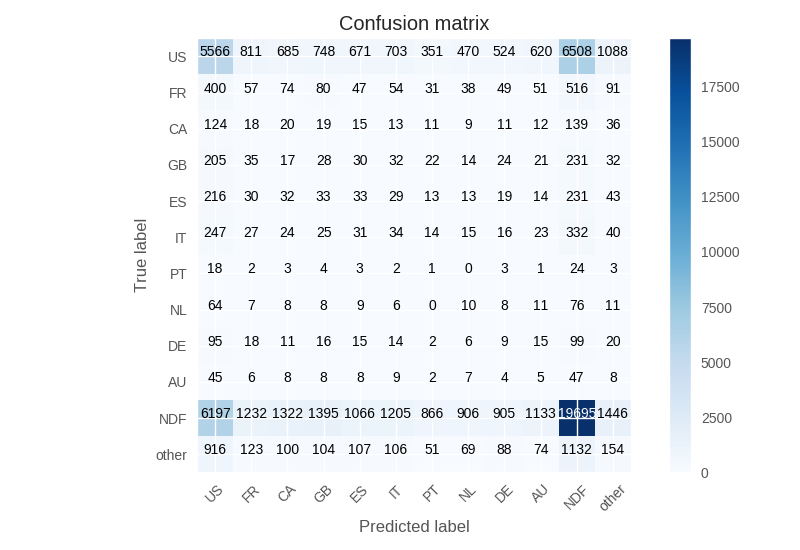 Confusion matrix
US 5566 811 685 748 671 703 351 470 524 620 6508 1088
FR 400 57 74 80 47 54 31 38 49 51 516 91
CA 124 18 20 19 15 13 11 9 11 12 139 36
GB 205 35 17 28 30 32 22 14 24 21 231 32
ES 216 30 32 33 33 29 13 13 19 14 231 43
IT 247 27 24 25 31 34 14 15 16 23 332 40
PT 18 2 3 4 3 2 1 0 3 1 24 3
NL 64 7 8 8 9 6 0 10 8 11 76 11
DE 95 18 11 16 15 14 2 6 9 15 99 20
AU 45 6 8 8 8 9 2 7 4 5 47 8
NDF 6197 1232 1322 1395 1066 1205 866 906 905 1133 19695 1446
other 916 123 100 104 107 106 51 69 88 74 1132 154
US FR CA GB ES IT PT NL DE AU NDF other
Predicted label
True label
17500
15000
12500
10000
7500
5000
2500
0